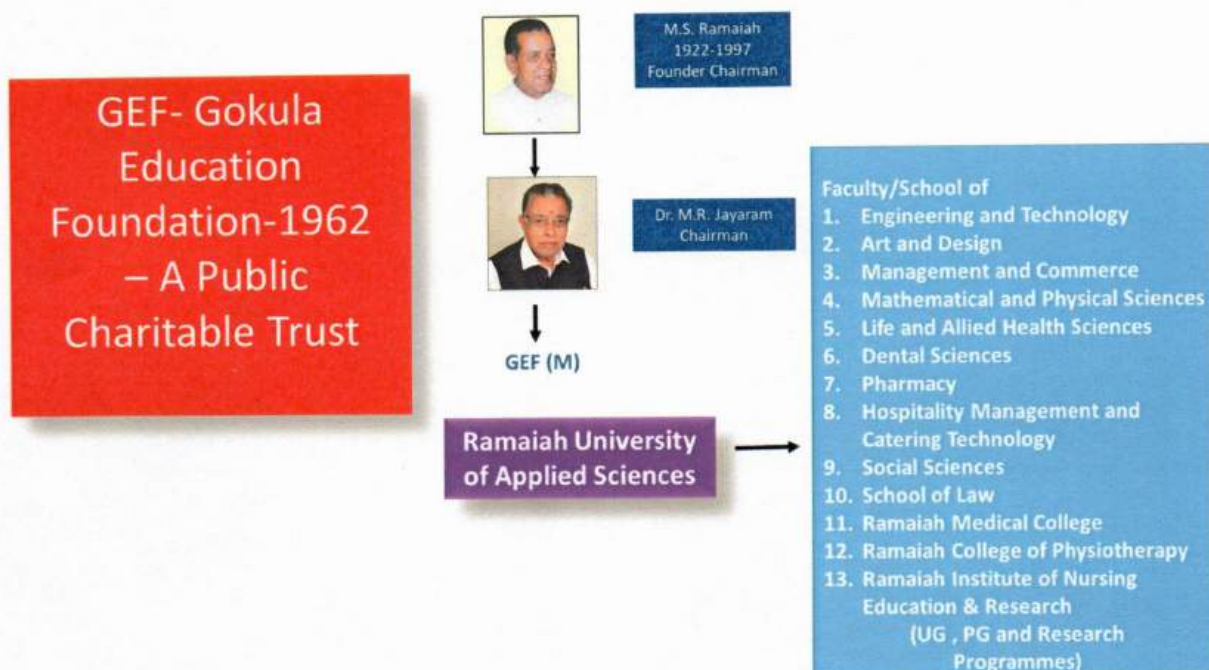 GEF- Gokula
Education
Foundation-1962
– A Public
Charitable Trust
M.S. Ramaiah
1922-1997
Founder Chairman
Dr. M.R. Jayaram
Chairman
GEF (M)
Ramaiah University
of Applied Sciences
Faculty/School of
1. Engineering and Technology
2. Art and Design
3. Management and Commerce
4. Mathematical and Physical Sciences
5. Life and Allied Health Sciences
6. Dental Sciences
7. Pharmacy
8. Hospitality Management and
Catering Technology
9. Social Sciences
10. School of Law
11. Ramaiah Medical College
12. Ramaiah College of Physiotherapy
13. Ramaiah Institute of Nursing
Education & Research
(UG , PG and Research
Programmes)